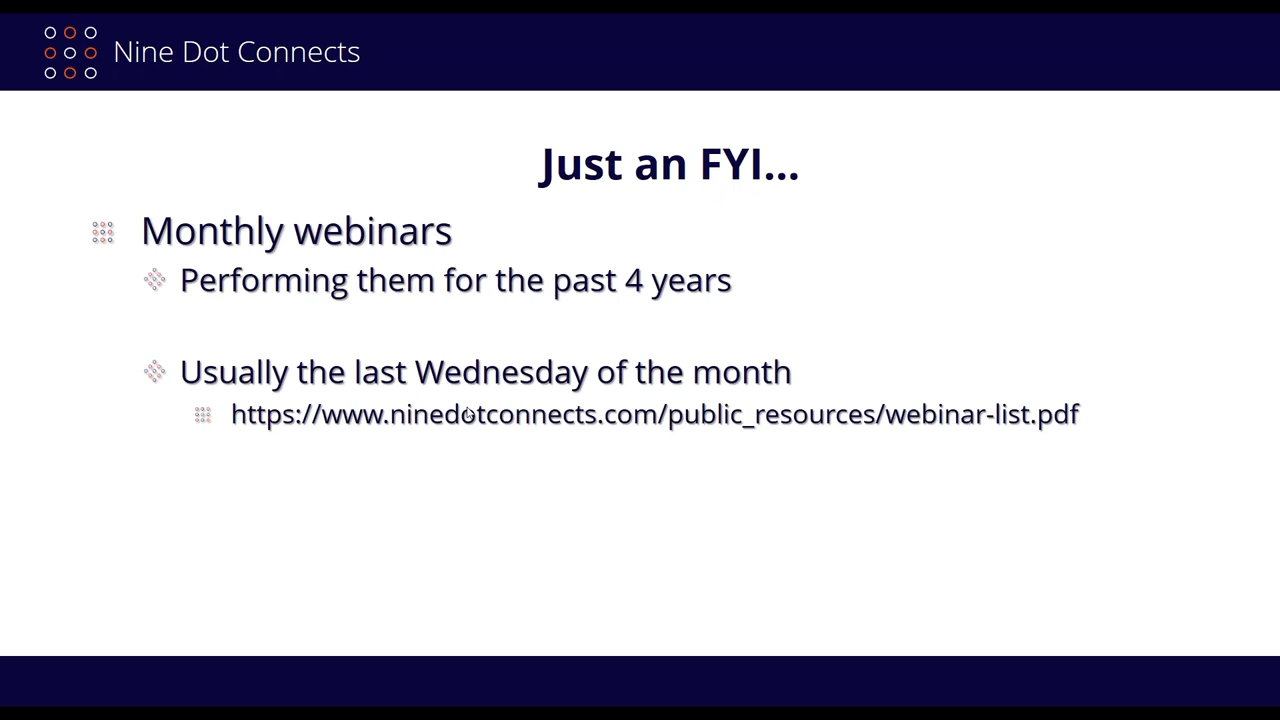 Nine Dot Connects
Just an FYI...
Monthly webinars
Performing them for the past 4 years
Usually the last Wednesday of the month
https://www.ninedotconnects.com/public_resources/webinar-list.pdf